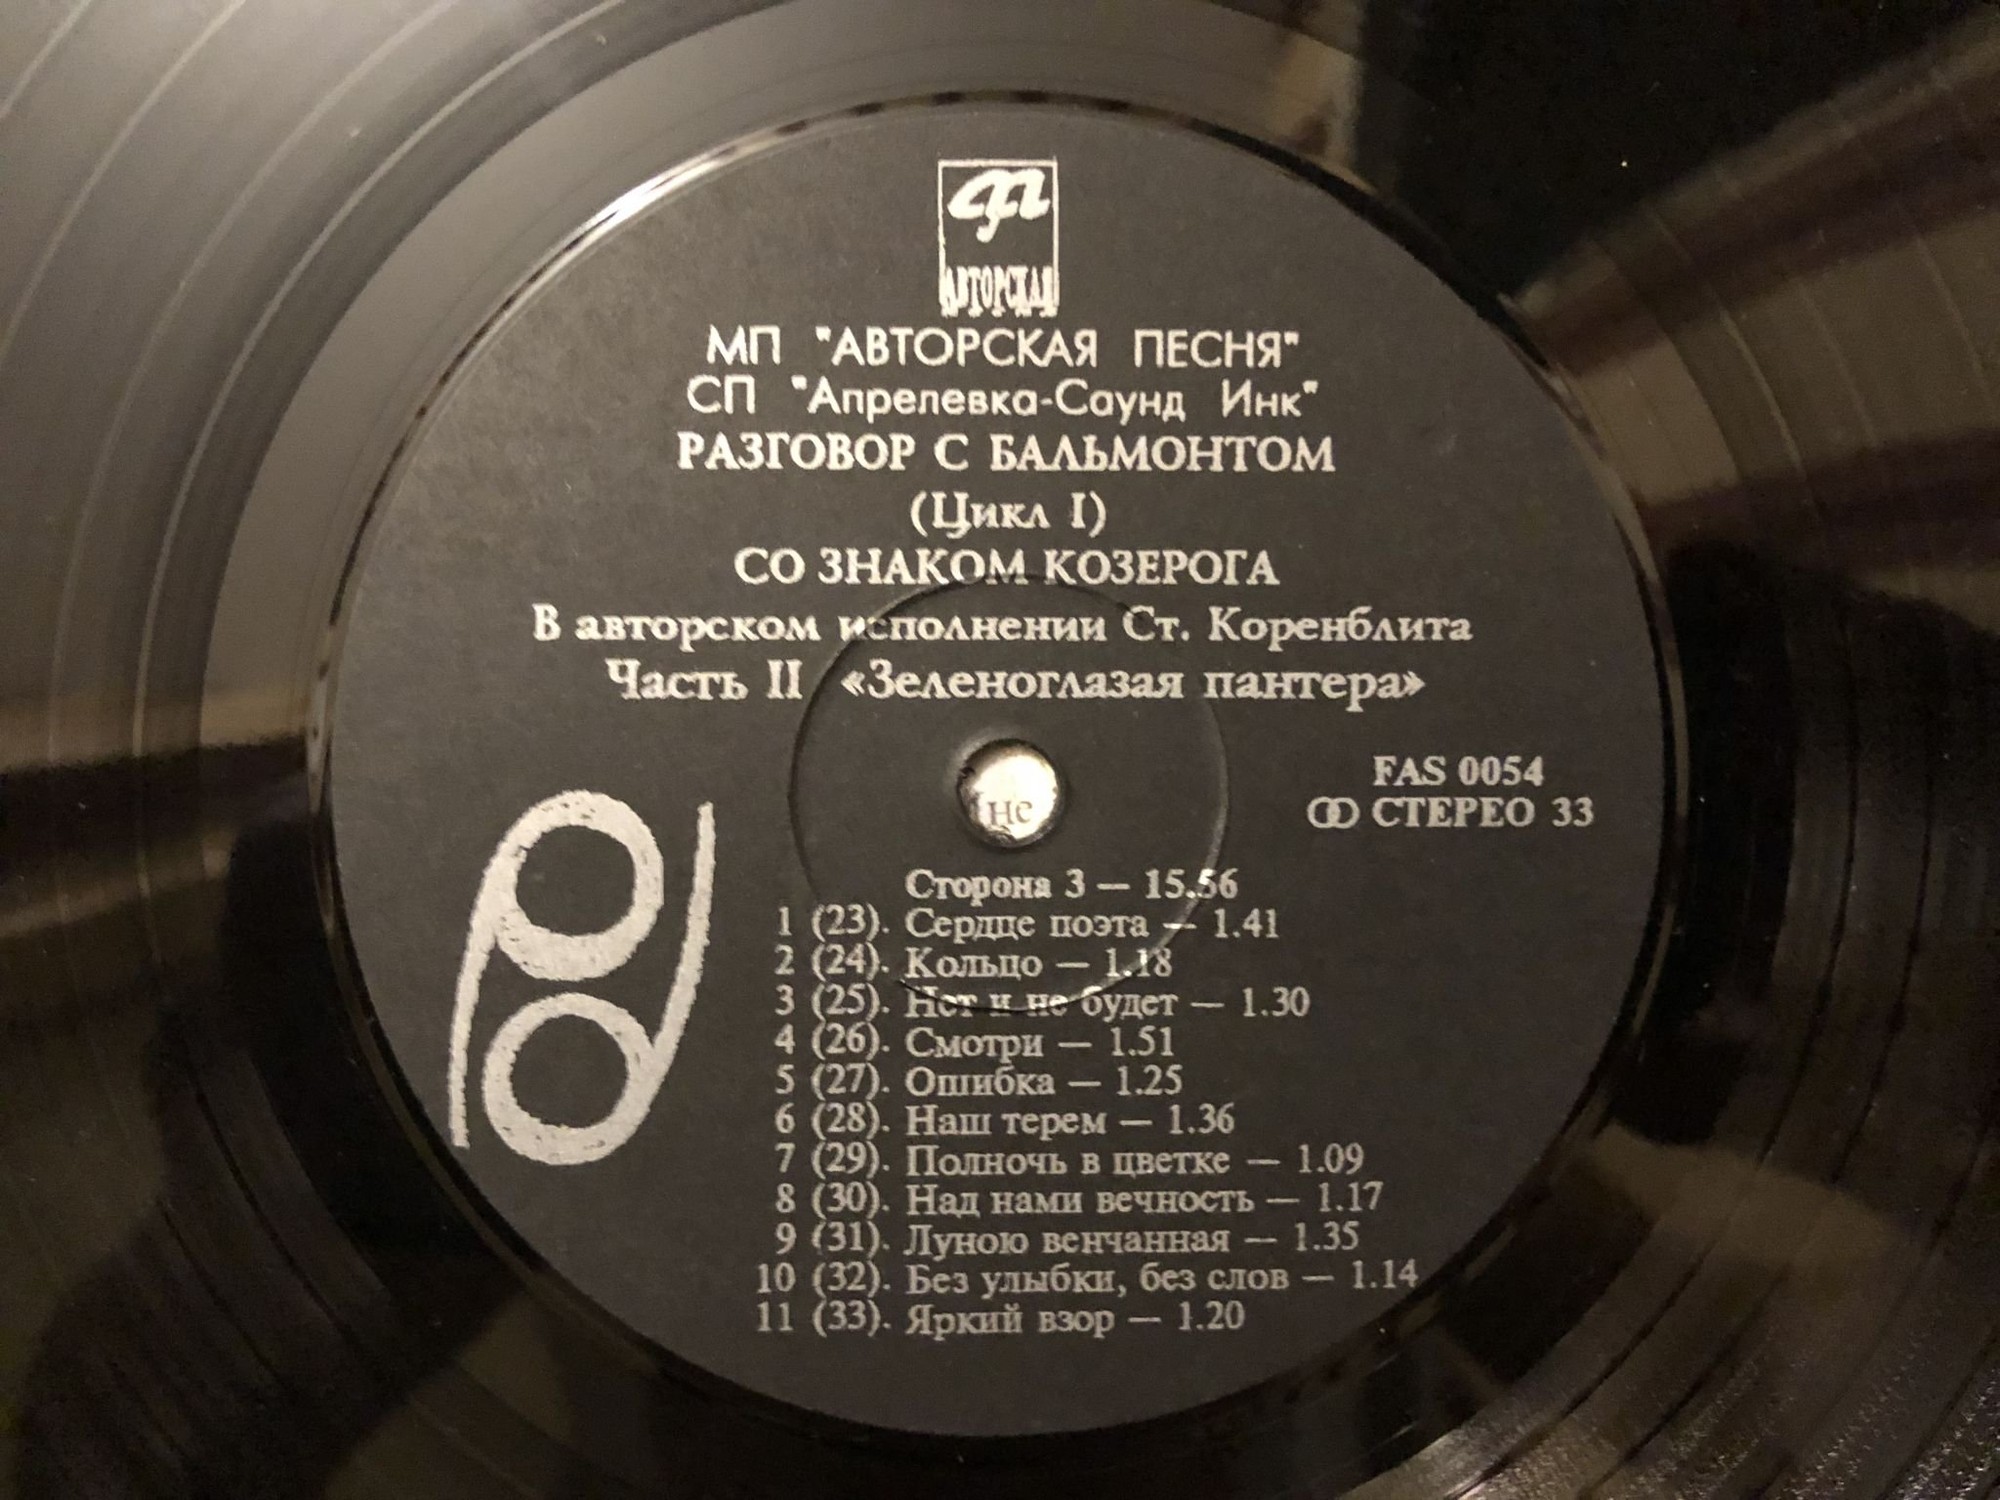 АВТОРСКАЯ
МП "АВТОРСКАЯ ПЕСНЯ"
СП "Апрелевка-Саунд Инк"
РАЗГОВОР С БАЛЬМОНТОМ
(Цикл I)
СО ЗНАКОМ КОЗЕРОГА
В авторском исполнении Ст. Коренблита
Часть II «Зеленоглазая пантера»
не
FAS 0054
СТЕРЕО 33
Сторона 3 — 15.56
1 (23). Сердце поэта — 1.41
2 (24). Кольцо — 1.18
3 (25). Нет и не будет — 1.30
4 (26). Смотри — 1.51
5 (27). Ошибка — 1.25
6 (28). Наш терем — 1.36
7 (29). Полночь в цветке — 1.09
8 (30). Над нами вечность — 1.17
9 (31). Луною венчанная — 1.35
10 (32). Без улыбки, без слов — 1.14
11 (33). Яркий взор — 1.20